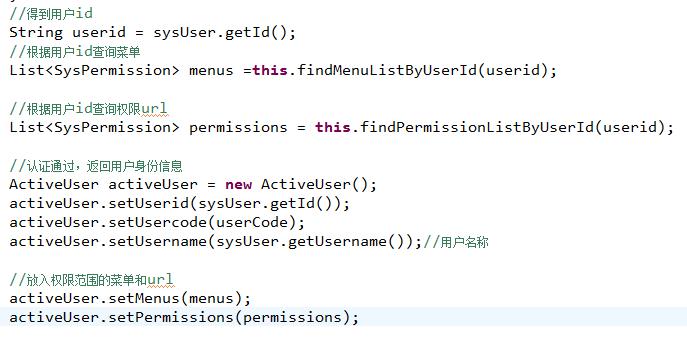 //得到用户id
String userid = sysUser.getId();
//根据用户id查询菜单
List<SysPermission> menus =this.findMenuListByUserId(userid);
//根据用户id查询权限url
List<SysPermission> permissions = this.findPermissionListByUserId(userid);
//认证通过，返回用户身份信息
ActiveUser activeUser = new ActiveUser();
activeUser.setUserid(sysUser.getId());
activeUser.setUsercode(userCode);
activeUser.setUsername(sysUser.getUsername());//用户名称
//放入权限范围的菜单和url
activeUser.setMenus(menus);
activeUser.setPermissions(permissions);